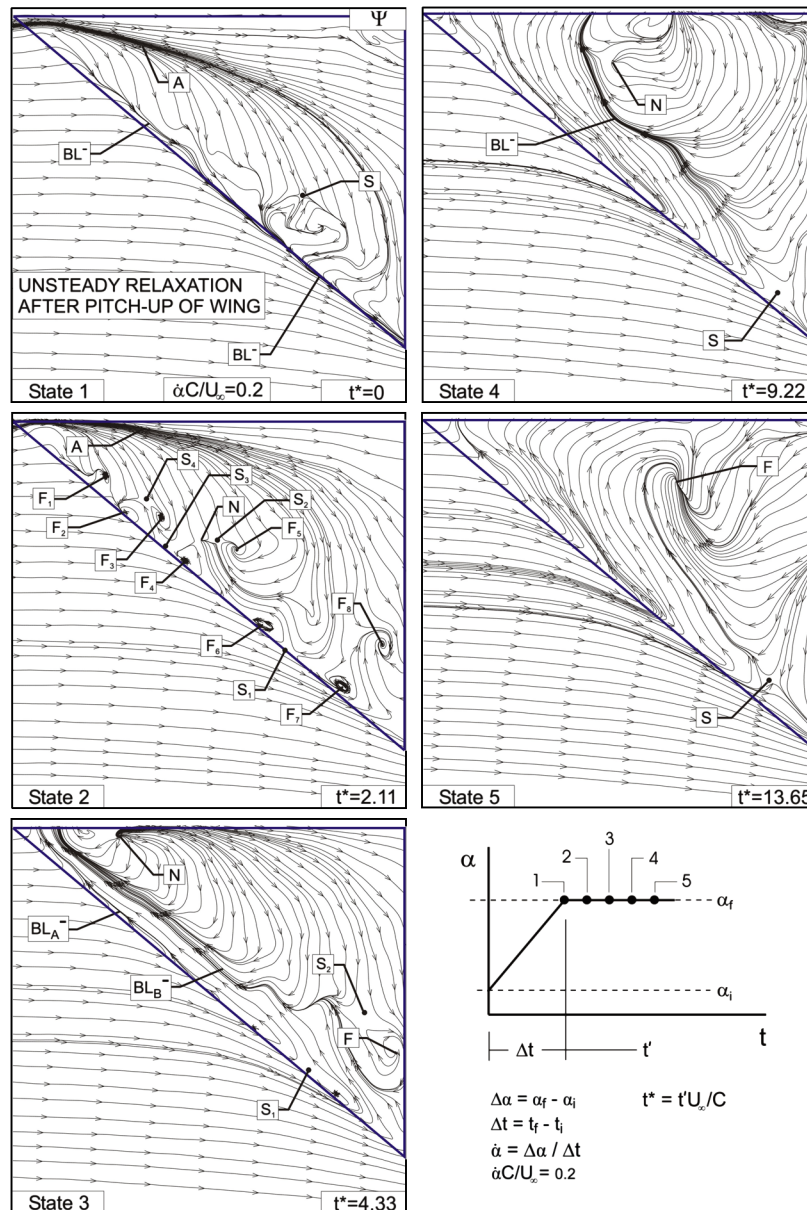 Ψ
A
BL⁻
S
UNSTEADY RELAXATION
AFTER PITCH-UP OF WING
BL⁻
State 1
α̇C/U∞=0.2
t*=0
N
BL⁻
S
State 4
t*=9.22
A
S₄
F₁
S₃
S₂
N
F₂
F₅
F₃
F₄
F₈
F₆
S₁
F₇
State 2
t*=2.11
F
S
State 5
t*=13.65
N
BL_A⁻
BL_B⁻
S₂
F
S₁
State 3
t*=4.33
α
1
2
3
4
5
α_f
α_i
t
Δt
t'
Δα = α_f - α_i
t* = t'U∞/C
Δt = t_f - t_i
α̇ = Δα / Δt
α̇C/U∞ = 0.2